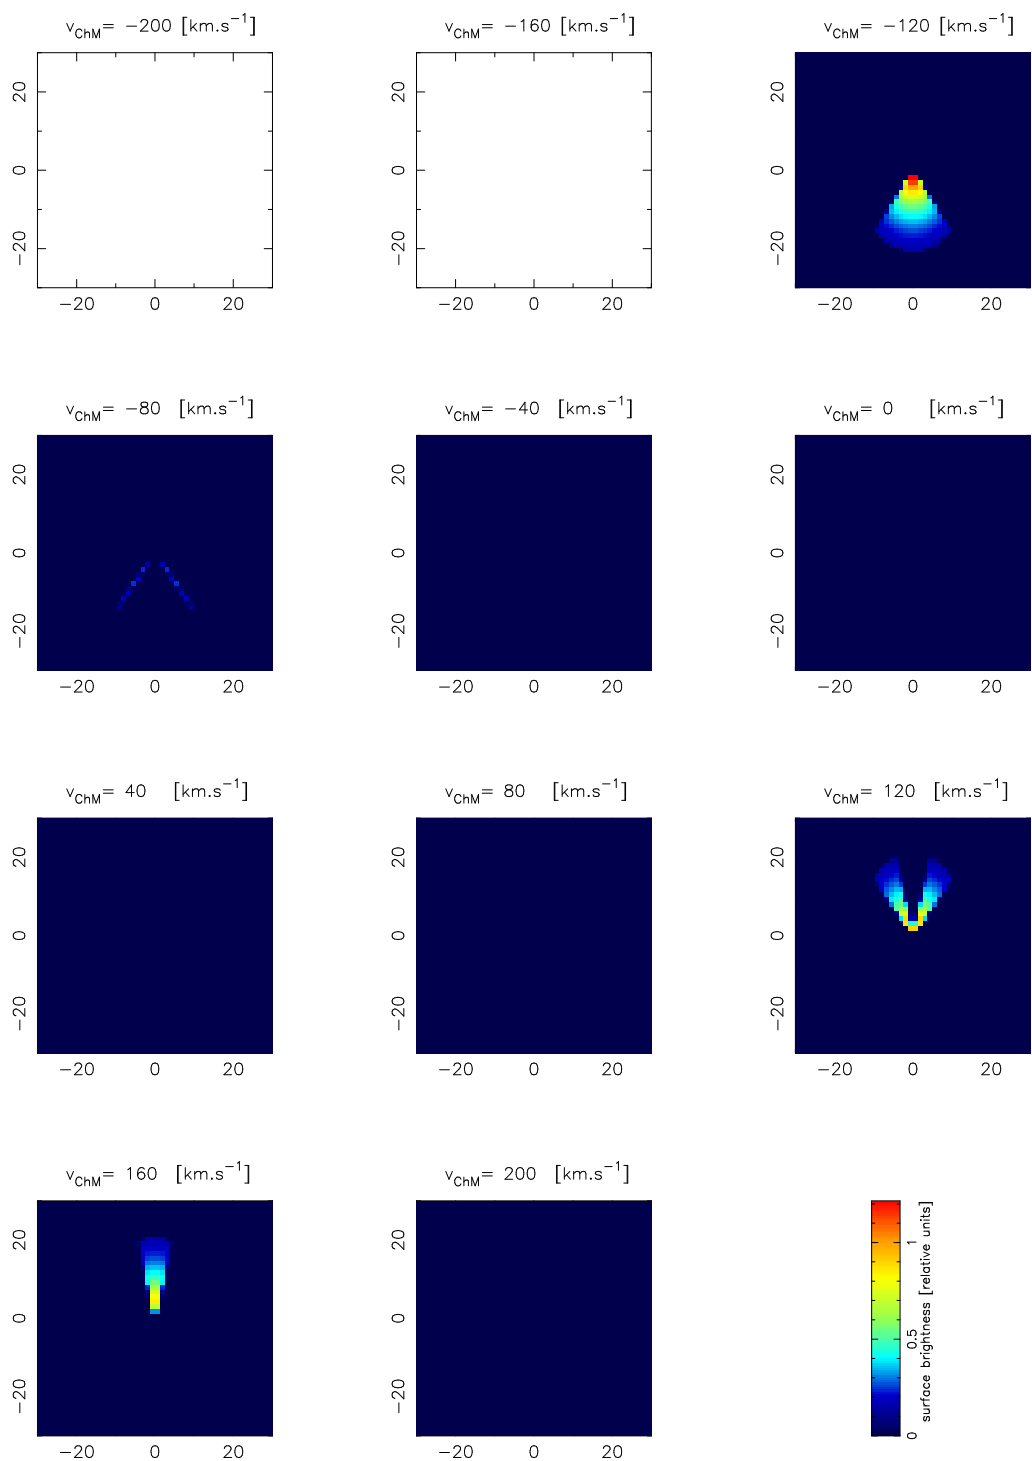 v_ChM= −200 [km.s⁻¹] v_ChM= −160 [km.s⁻¹] v_ChM= −120 [km.s⁻¹]
20 20 20
0 0 0
−20 −20 −20
−20 0 20 −20 0 20 −20 0 20
v_ChM= −80 [km.s⁻¹] v_ChM= −40 [km.s⁻¹] v_ChM= 0 [km.s⁻¹]
20 20 20
0 0 0
−20 −20 −20
−20 0 20 −20 0 20 −20 0 20
v_ChM= 40 [km.s⁻¹] v_ChM= 80 [km.s⁻¹] v_ChM= 120 [km.s⁻¹]
20 20 20
0 0 0
−20 −20 −20
−20 0 20 −20 0 20 −20 0 20
v_ChM= 160 [km.s⁻¹] v_ChM= 200 [km.s⁻¹]
20 20
0 0
−20 −20
−20 0 20 −20 0 20
0 0.5 1
surface brightness [relative units]